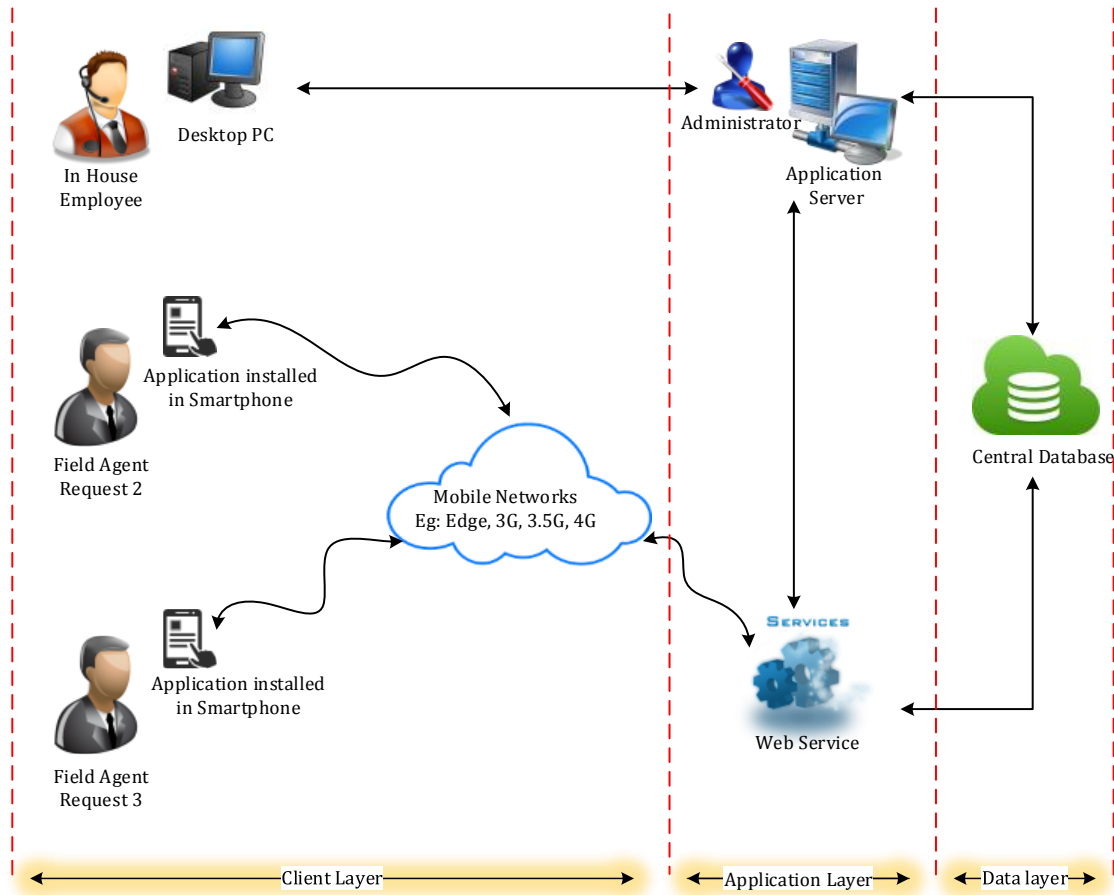 Desktop PC
In House
Employee
Administrator
Application
Server
Application installed
in Smartphone
Field Agent
Request 2
Mobile Networks
Eg: Edge, 3G, 3.5G, 4G
Central Database
Application installed
in Smartphone
Field Agent
Request 3
SERVICES
Web Service
Client Layer
Application Layer
Data layer